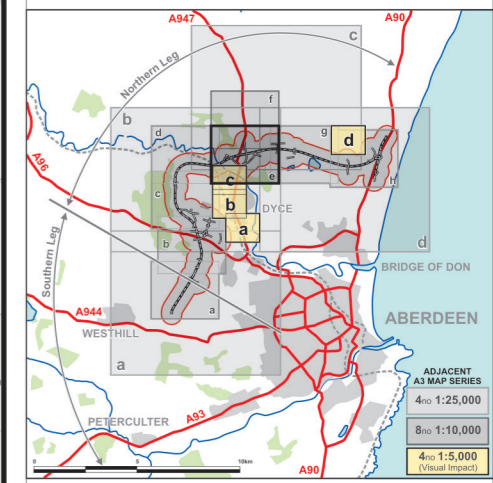 A947
A90
c
Northern Leg
f
b
d
g
d
A96
e
h
c
c
b
DYCE
a
b
j
d
Southern Leg
BRIDGE OF DON
a
A944
ABERDEEN
WESTHILL
a
ADJACENT
A3 MAP SERIES
4no 1:25,000
8no 1:10,000
PETERCULTER
A93
4no 1:5,000
(Visual Impact)
0 5 10km
A90